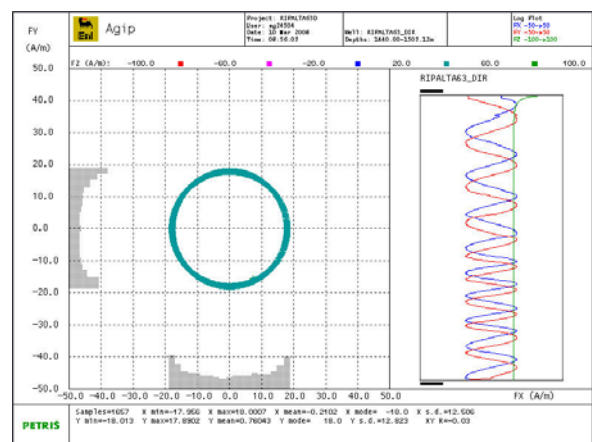 Eni Agip
Project: RIPALTA63D
User: ag26504
Date: 10 Mar 2008
Time: 08:56.03
Well: RIPALTA63_DIR
Depths: 1440.00-1509.12m
Log Plot
FX -50->50
FY -50->50
FZ -100->100
FY
(A/m)
FZ (A/m): -100.0 -60.0 -20.0 20.0 60.0 100.0
50.0
40.0
30.0
20.0
10.0
0.0
-10.0
-20.0
-30.0
-40.0
-50.0
-50.0 -40.0 -30.0 -20.0 -10.0 0.0 10.0 20.0 30.0 40.0 50.0
FX (A/m)
RIPALTA63_DIR
PETRIS
Samples=1657 X min=-17.956 X max=18.0007 X mean=-0.2102 X mode= -18.0 X s.d.=12.506
Y min=-18.013 Y max=17.8902 Y mean=0.76043 Y mode= 18.0 Y s.d.=12.823 XY R=-0.03